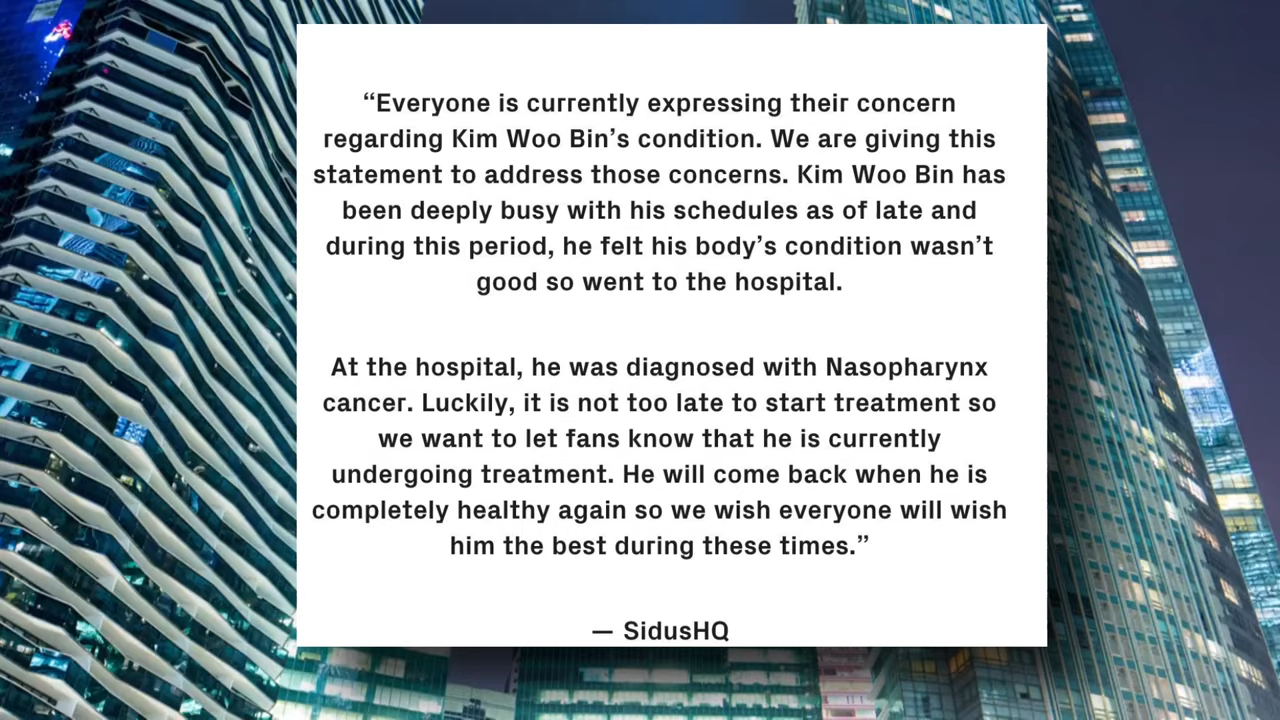 “Everyone is currently expressing their concern
regarding Kim Woo Bin’s condition. We are giving this
statement to address those concerns. Kim Woo Bin has
been deeply busy with his schedules as of late and
during this period, he felt his body’s condition wasn’t
good so went to the hospital.
At the hospital, he was diagnosed with Nasopharynx
cancer. Luckily, it is not too late to start treatment so
we want to let fans know that he is currently
undergoing treatment. He will come back when he is
completely healthy again so we wish everyone will wish
him the best during these times.”
— SidusHQ